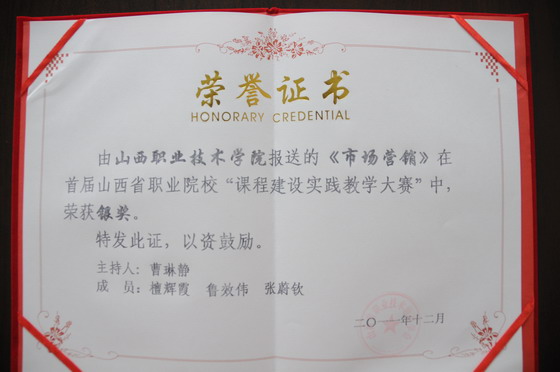 荣誉证书
HONORARY CREDENTIAL
由山西职业技术学院报送的《市场营销》在
首届山西省职业院校“课程建设实践教学大赛”中，
荣获银奖。
特发此证，以资鼓励。
主持人：曹琳静
成　员：檀辉霞　鲁效伟　张蔚钦
二〇一一年十二月